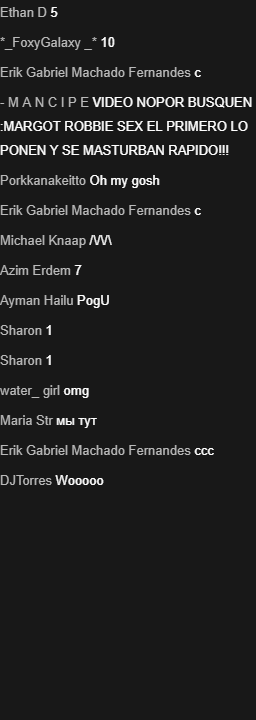 Ethan D 5
*_FoxyGalaxy _* 10
Erik Gabriel Machado Fernandes c
- M A N C I P E VIDEO NOPOR BUSQUEN
:MARGOT ROBBIE SEX EL PRIMERO LO
PONEN Y SE MASTURBAN RAPIDO!!!
Porkkanakeitto Oh my gosh
Erik Gabriel Machado Fernandes c
Michael Knaap /\/\/\
Azim Erdem 7
Ayman Hailu PogU
Sharon 1
Sharon 1
water_ girl omg
Maria Str мы тут
Erik Gabriel Machado Fernandes ccc
DJTorres Wooooo